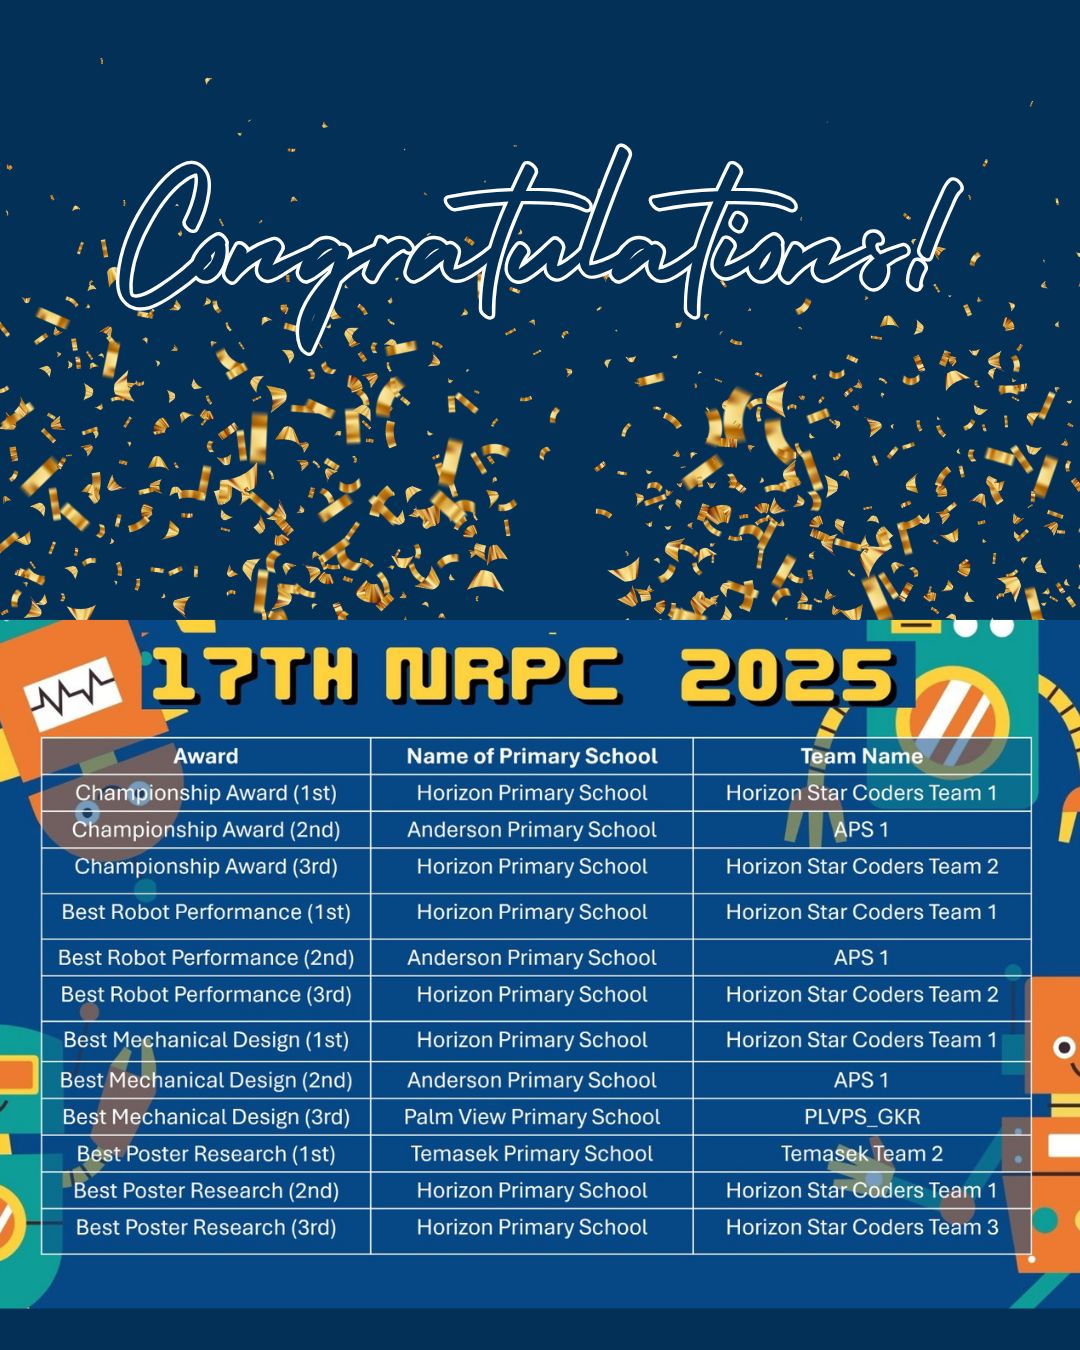 Congratulations!
17TH NRPC 2025
Award Name of Primary School Team Name
Championship Award (1st) Horizon Primary School Horizon Star Coders Team 1
Championship Award (2nd) Anderson Primary School APS 1
Championship Award (3rd) Horizon Primary School Horizon Star Coders Team 2
Best Robot Performance (1st) Horizon Primary School Horizon Star Coders Team 1
Best Robot Performance (2nd) Anderson Primary School APS 1
Best Robot Performance (3rd) Horizon Primary School Horizon Star Coders Team 2
Best Mechanical Design (1st) Horizon Primary School Horizon Star Coders Team 1
Best Mechanical Design (2nd) Anderson Primary School APS 1
Best Mechanical Design (3rd) Palm View Primary School PLVPS_GKR
Best Poster Research (1st) Temasek Primary School Temasek Team 2
Best Poster Research (2nd) Horizon Primary School Horizon Star Coders Team 1
Best Poster Research (3rd) Horizon Primary School Horizon Star Coders Team 3